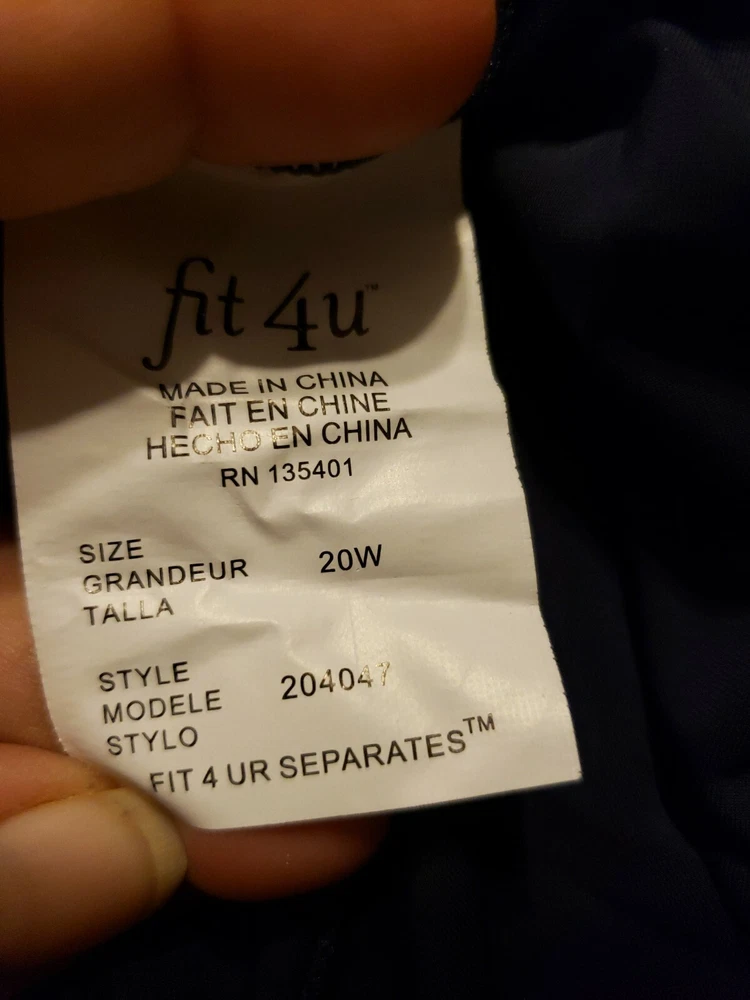 fit 4u™
MADE IN CHINA
FAIT EN CHINE
HECHO EN CHINA
RN 135401
SIZE
GRANDEUR 20W
TALLA
STYLE
MODELE 204047
STYLO
FIT 4 UR SEPARATES™